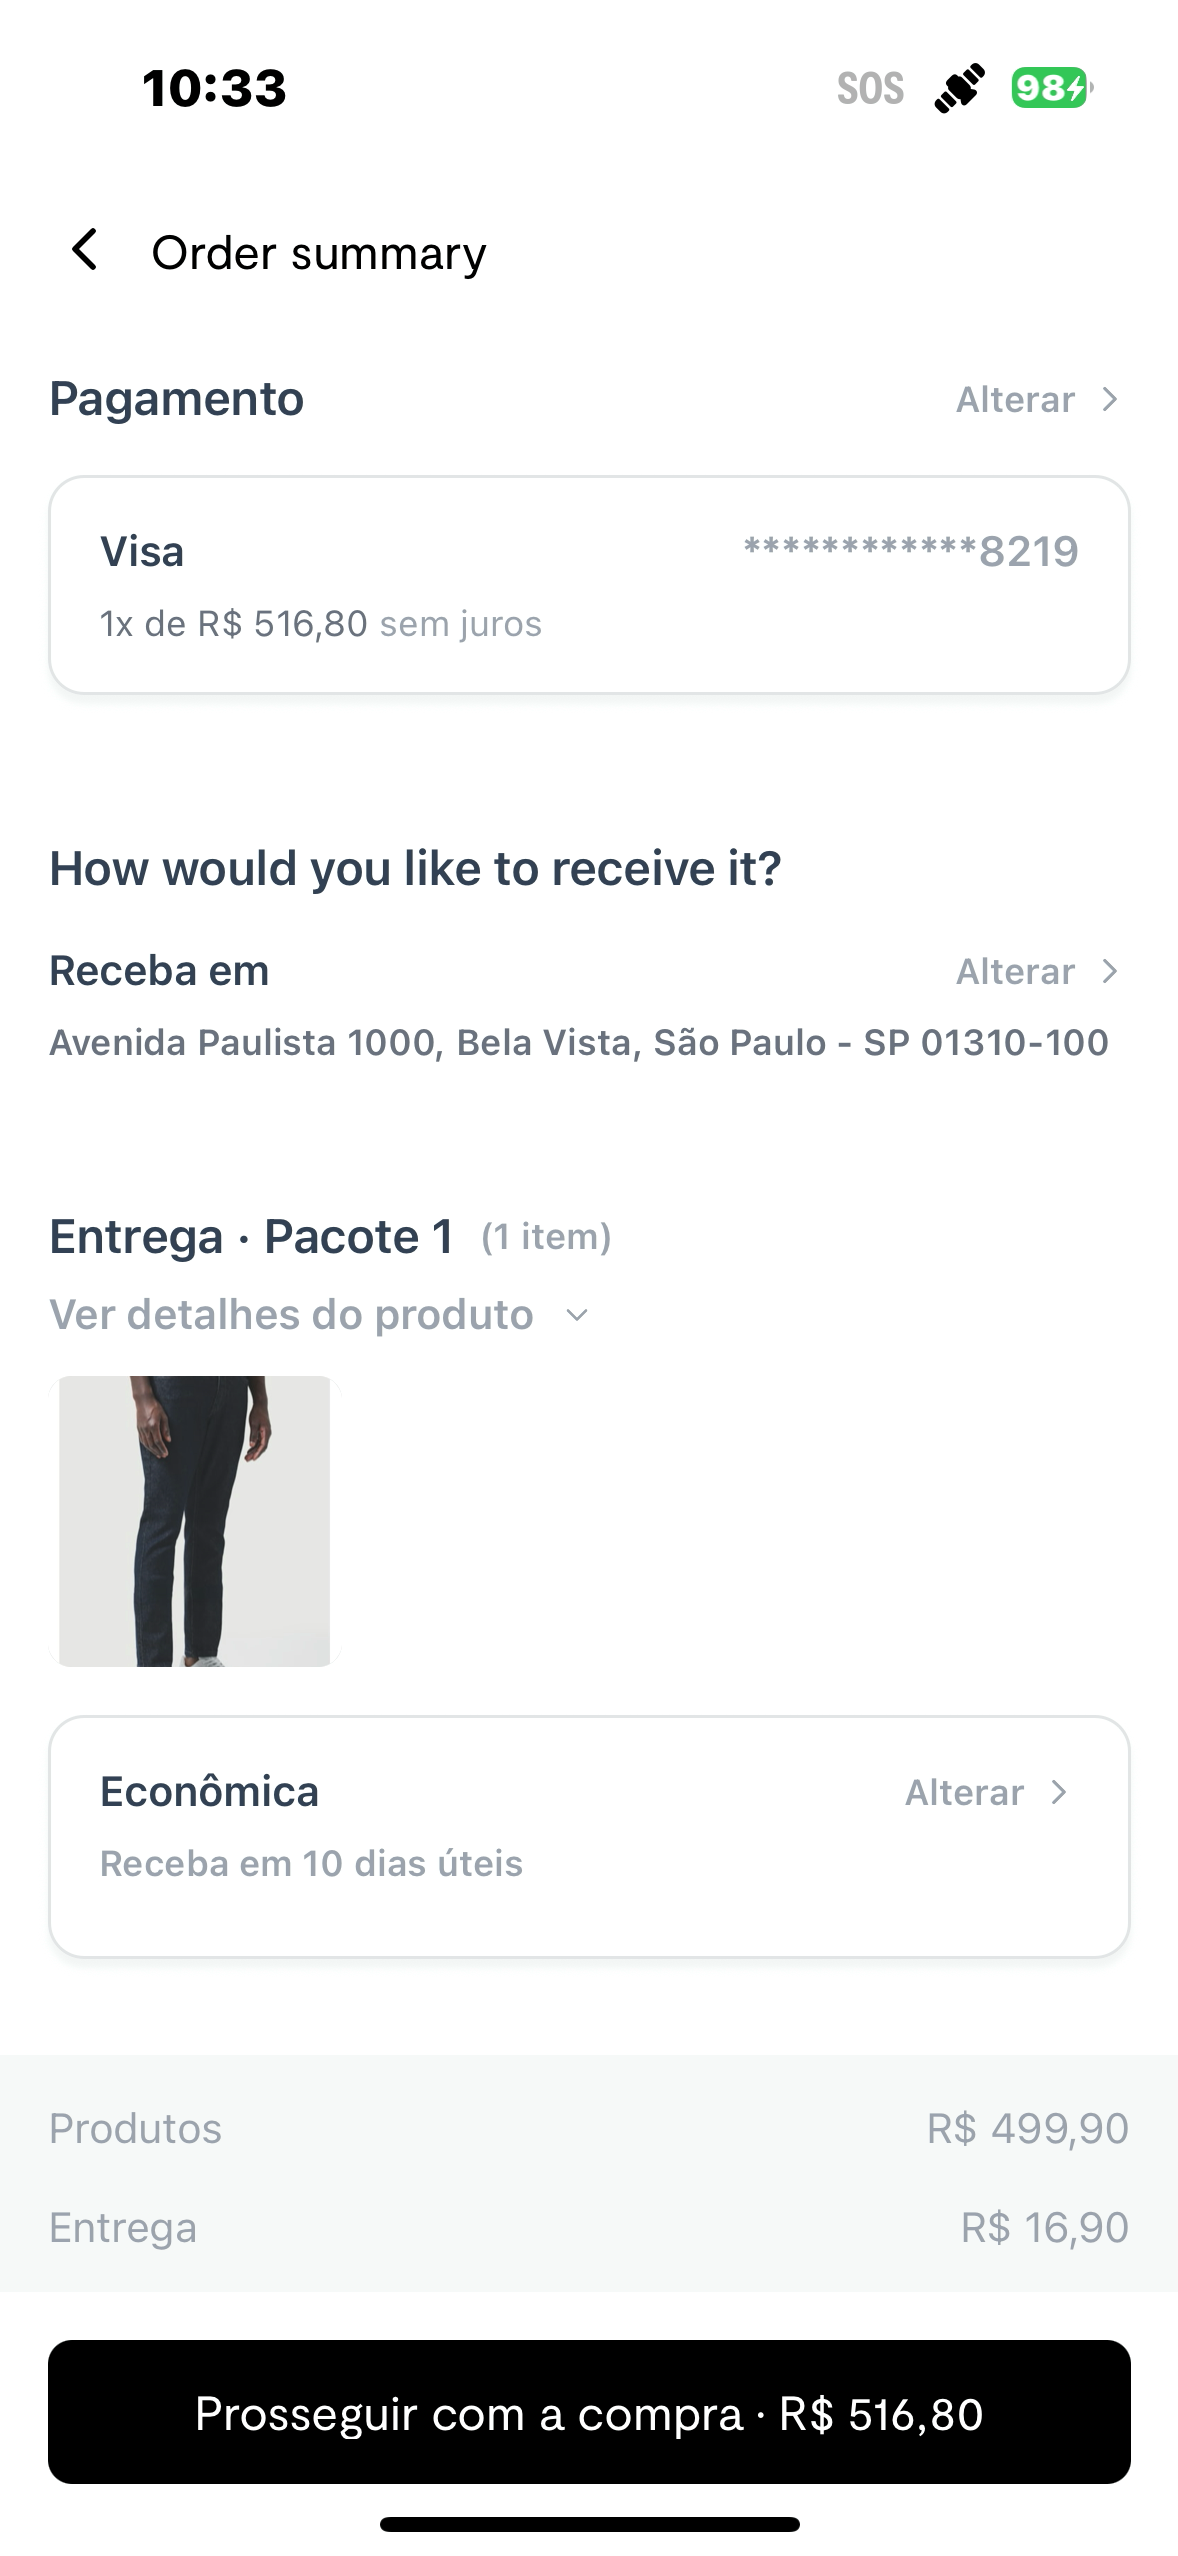 10:33 SOS 98
Order summary
Pagamento Alterar
Visa ************8219
1x de R$ 516,80 sem juros
How would you like to receive it?
Receba em Alterar
Avenida Paulista 1000, Bela Vista, São Paulo - SP 01310-100
Entrega · Pacote 1 (1 item)
Ver detalhes do produto
Econômica Alterar
Receba em 10 dias úteis
Produtos R$ 499,90
Entrega R$ 16,90
Prosseguir com a compra · R$ 516,80